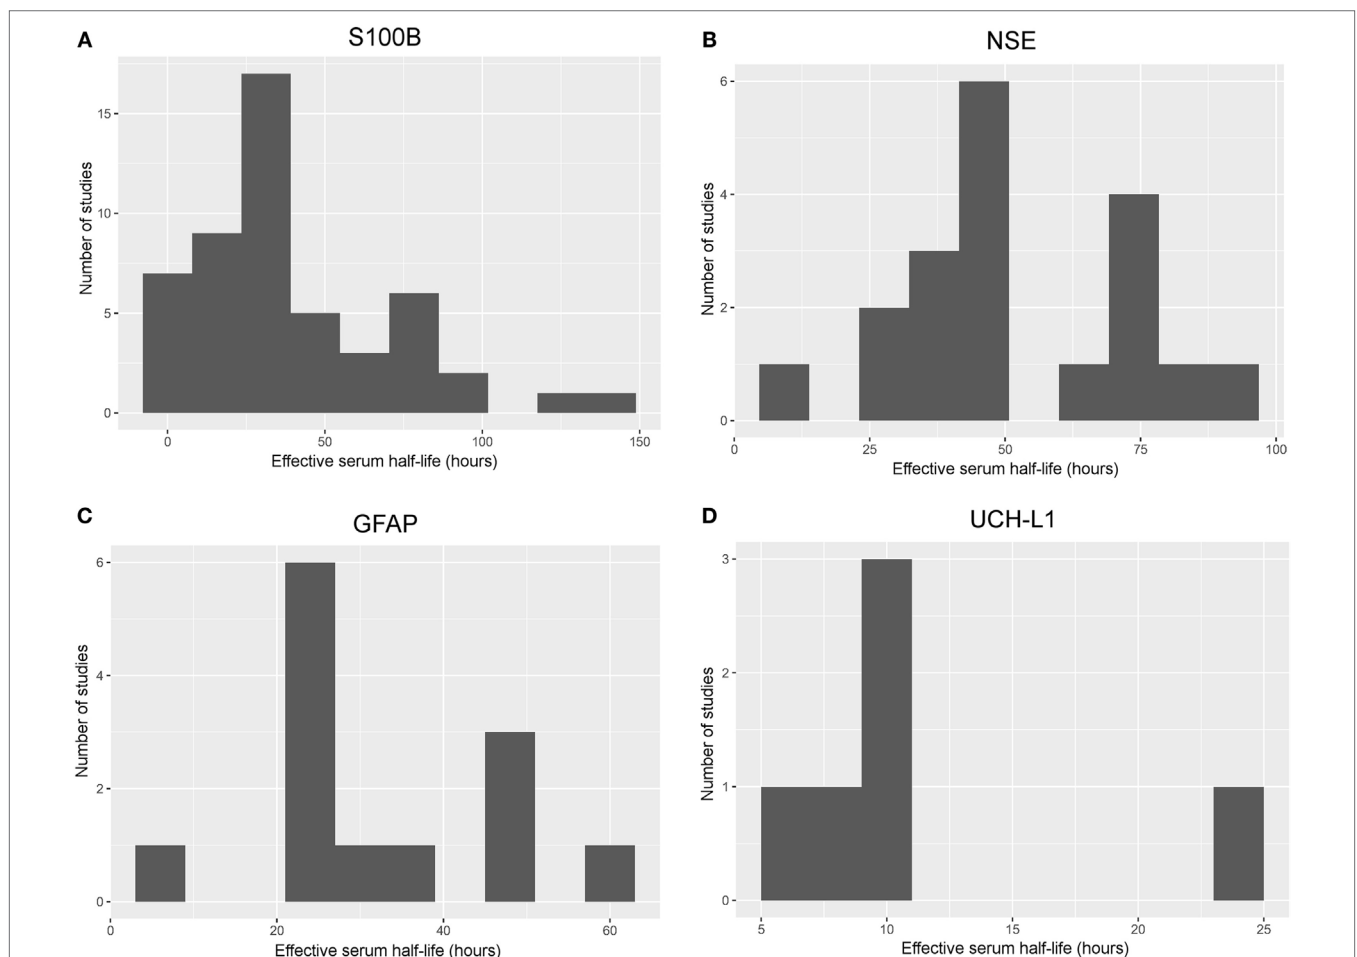 A
S100B
Number of studies
15
10
5
0
0 50 100 150
Effective serum half-life (hours)
B
NSE
Number of studies
6
4
2
0
0 25 50 75 100
Effective serum half-life (hours)
C
GFAP
Number of studies
6
4
2
0
0 20 40 60
Effective serum half-life (hours)
D
UCH-L1
Number of studies
3
2
1
0
5 10 15 20 25
Effective serum half-life (hours)